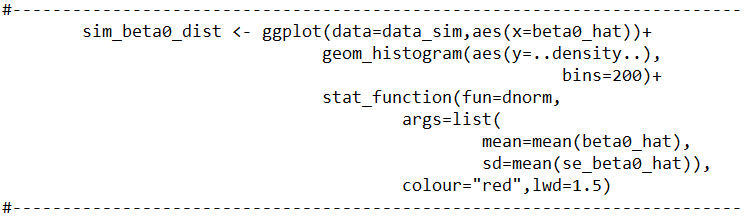 #-------------------------------------------------------------------------
sim_beta0_dist <- ggplot(data=data_sim,aes(x=beta0_hat))+
geom_histogram(aes(y=..density..),
bins=200)+
stat_function(fun=dnorm,
args=list(
mean=mean(beta0_hat),
sd=mean(se_beta0_hat)),
colour="red",lwd=1.5)
#-------------------------------------------------------------------------